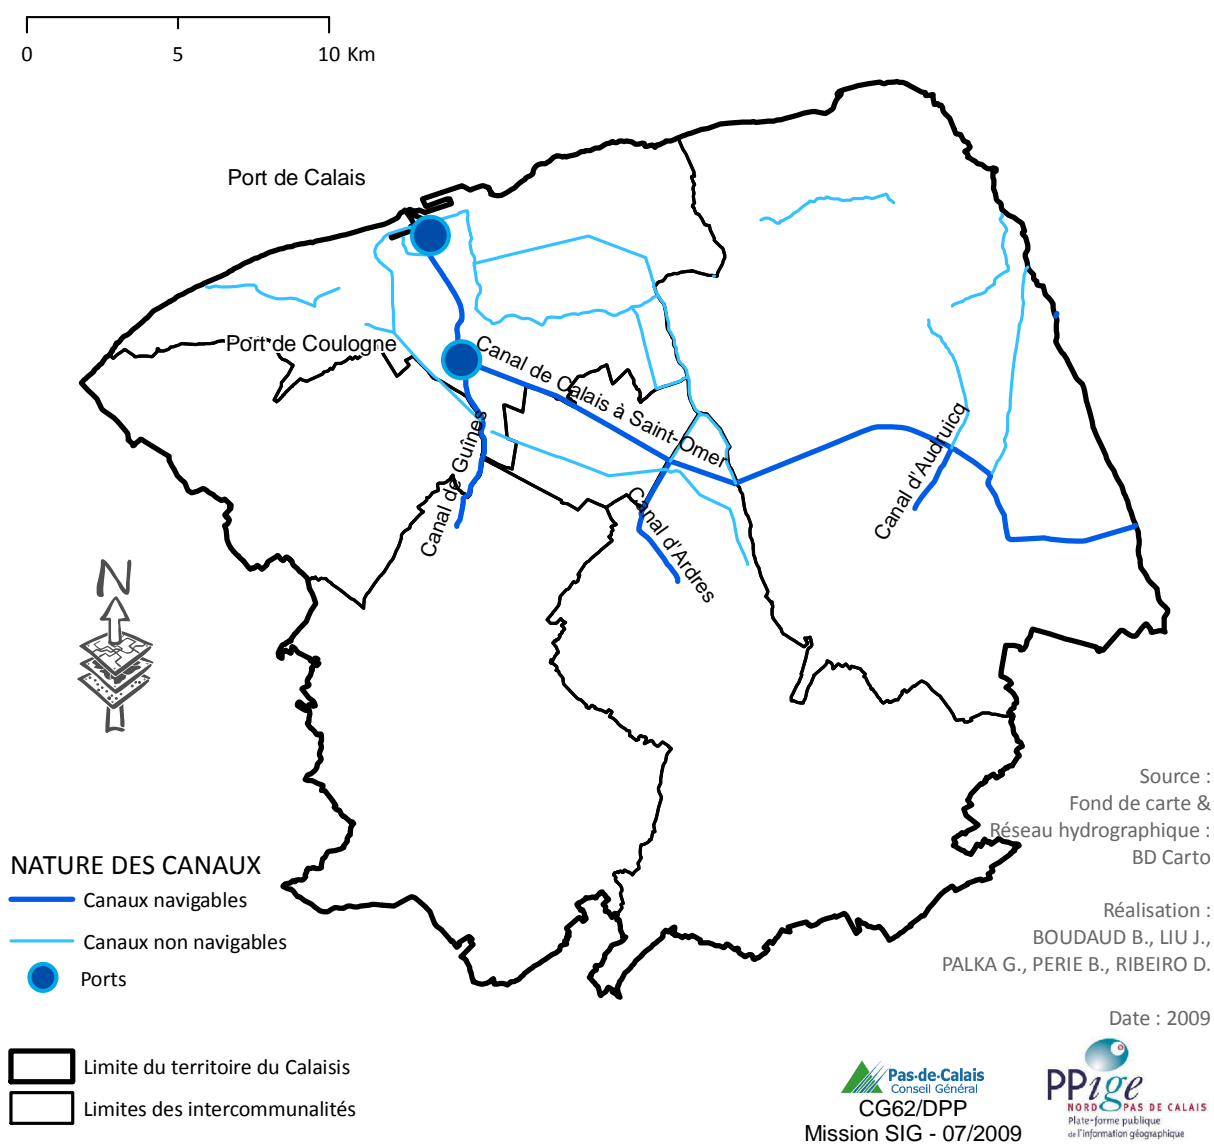 0 5 10 Km
Port de Calais
Port de Coulogne
Canal de Calais à Saint-Omer
Canal de Guînes
Canal d'Ardres
Canal d'Audruicq
N
Source :
Fond de carte &
Réseau hydrographique :
BD Carto
Réalisation :
BOUDAUD B., LIU J.,
PALKA G., PERIE B., RIBEIRO D.
Date : 2009
NATURE DES CANAUX
Canaux navigables
Canaux non navigables
Ports
Limite du territoire du Calaisis
Limites des intercommunalités
Pas-de-Calais
Conseil Général
CG62/DPP
Mission SIG - 07/2009
PPige
NORD PAS DE CALAIS
Plate-forme publique
de l'information géographique